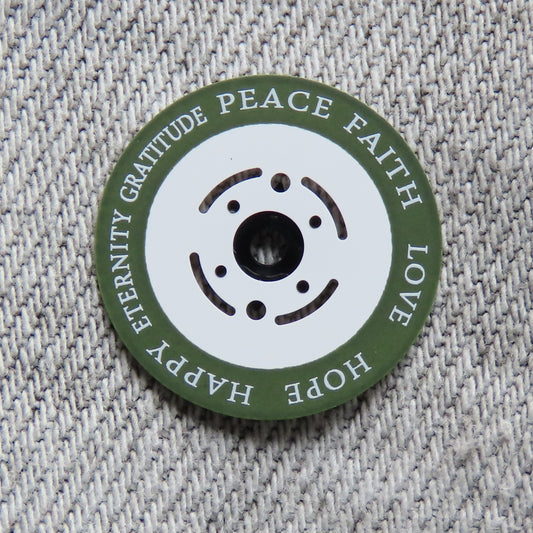 PEACE FAITH LOVE HOPE HAPPY ETERNITY GRATITUDE